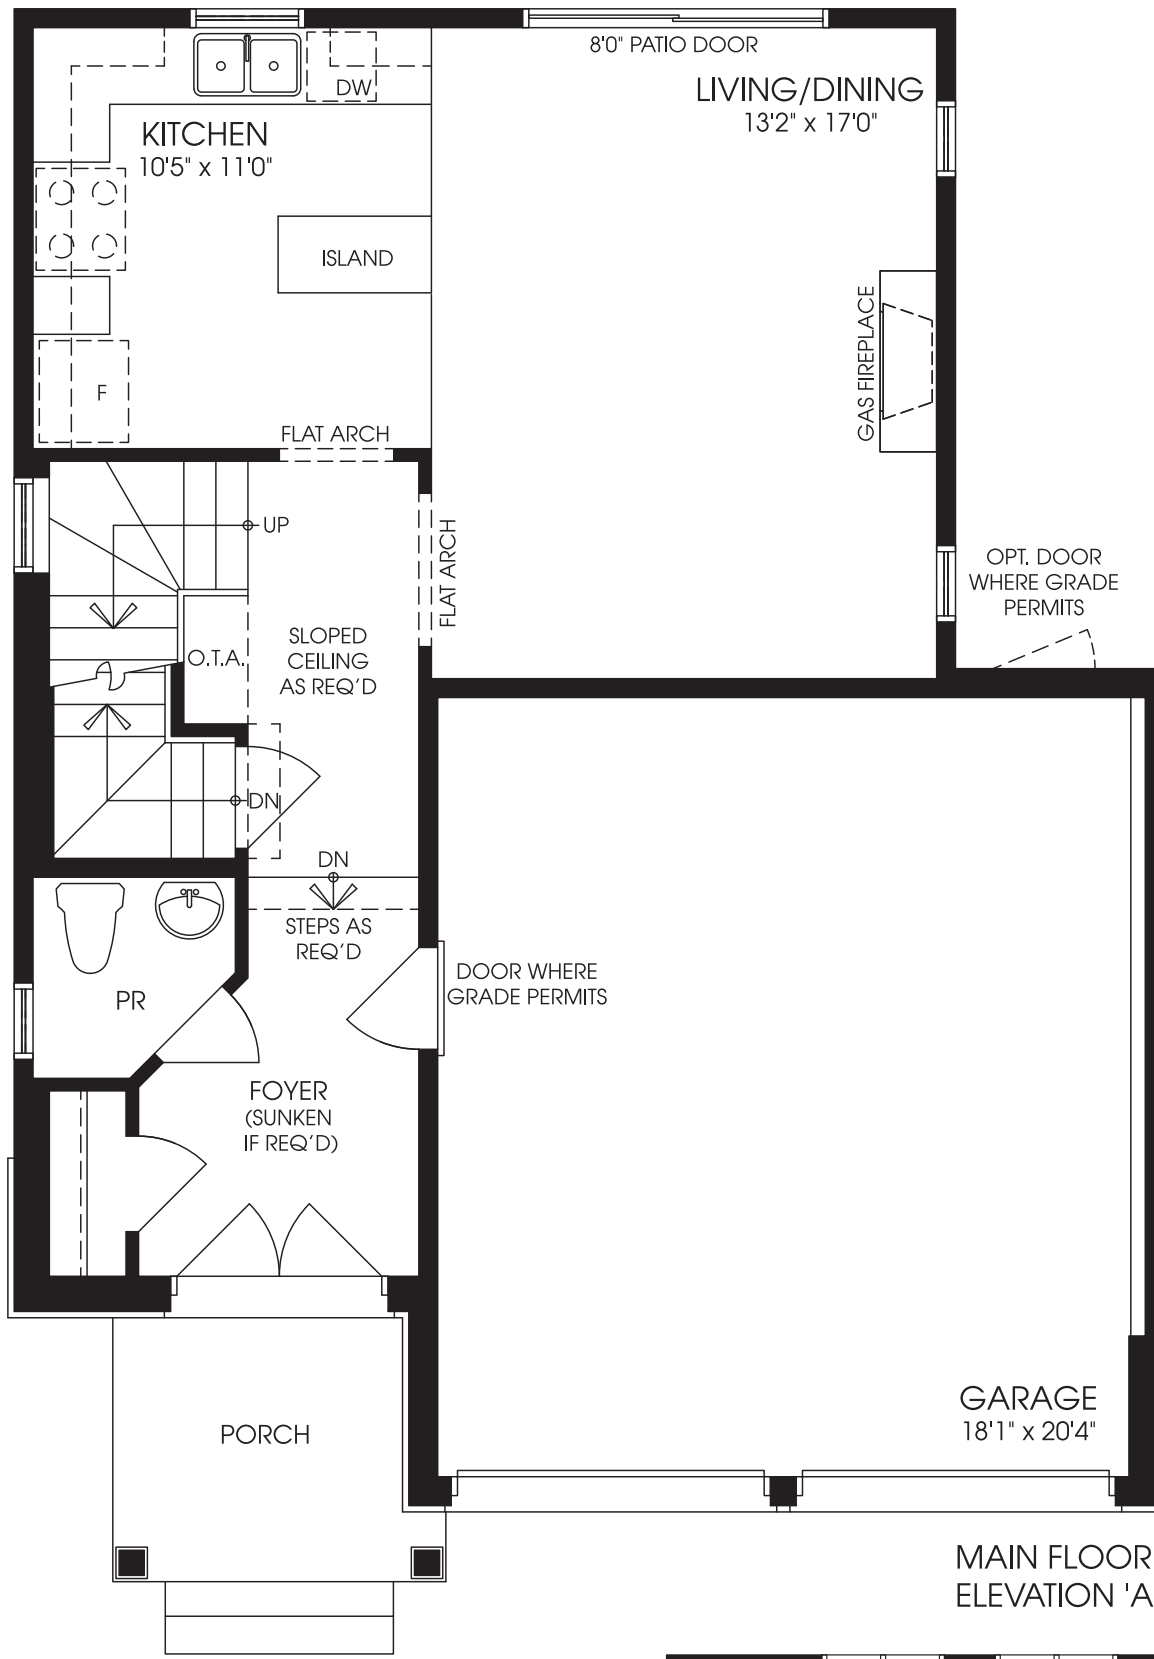 8'0" PATIO DOOR
DW
LIVING/DINING
13'2" x 17'0"
KITCHEN
10'5" x 11'0"
ISLAND
GAS FIREPLACE
F
FLAT ARCH
UP
FLAT ARCH
OPT. DOOR
WHERE GRADE
PERMITS
O.T.A.
SLOPED
CEILING
AS REQ'D
DN
DN
STEPS AS
REQ'D
DOOR WHERE
GRADE PERMITS
PR
FOYER
(SUNKEN
IF REQ'D)
PORCH
GARAGE
18'1" x 20'4"
MAIN FLOOR
ELEVATION 'A